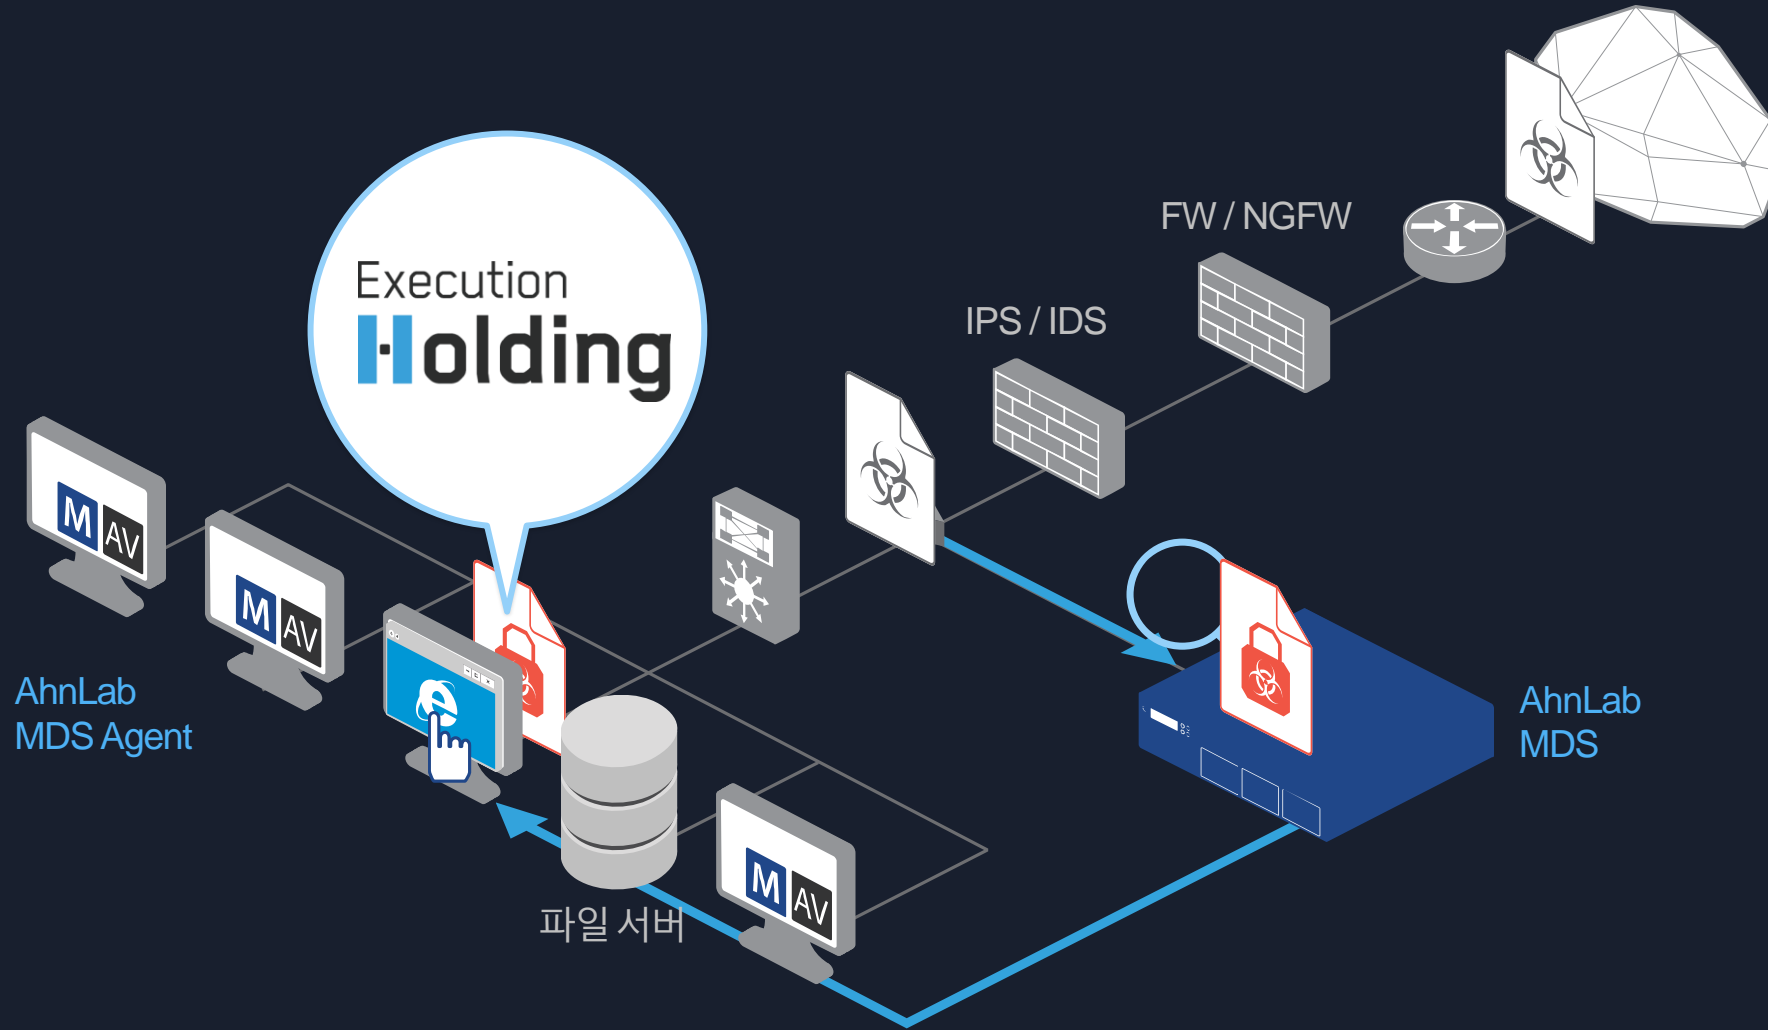 FW / NGFW
IPS / IDS
Execution
Holding
M AV
M AV
AhnLab
MDS Agent
AhnLab
MDS
M AV
파일 서버